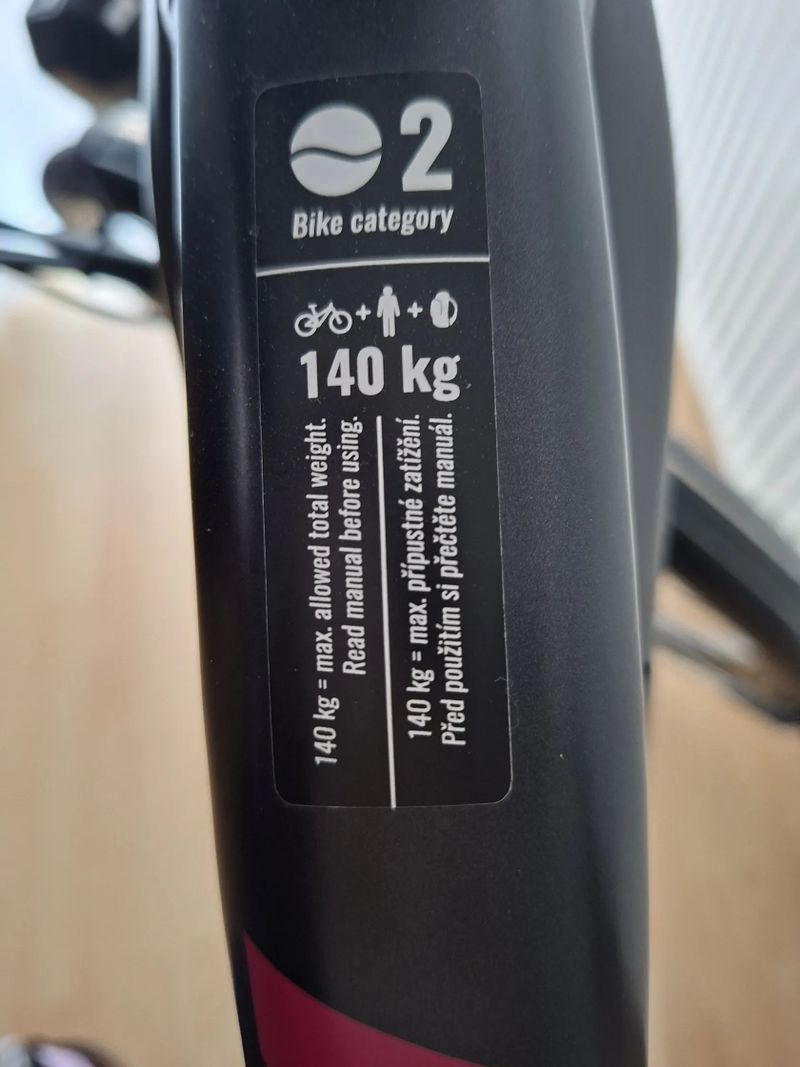 2
Bike category
+ +
140 kg
140 kg = max. allowed total weight.
Read manual before using.
140 kg = max. přípustné zatížění.
Před použitím si přečtěte manuál.